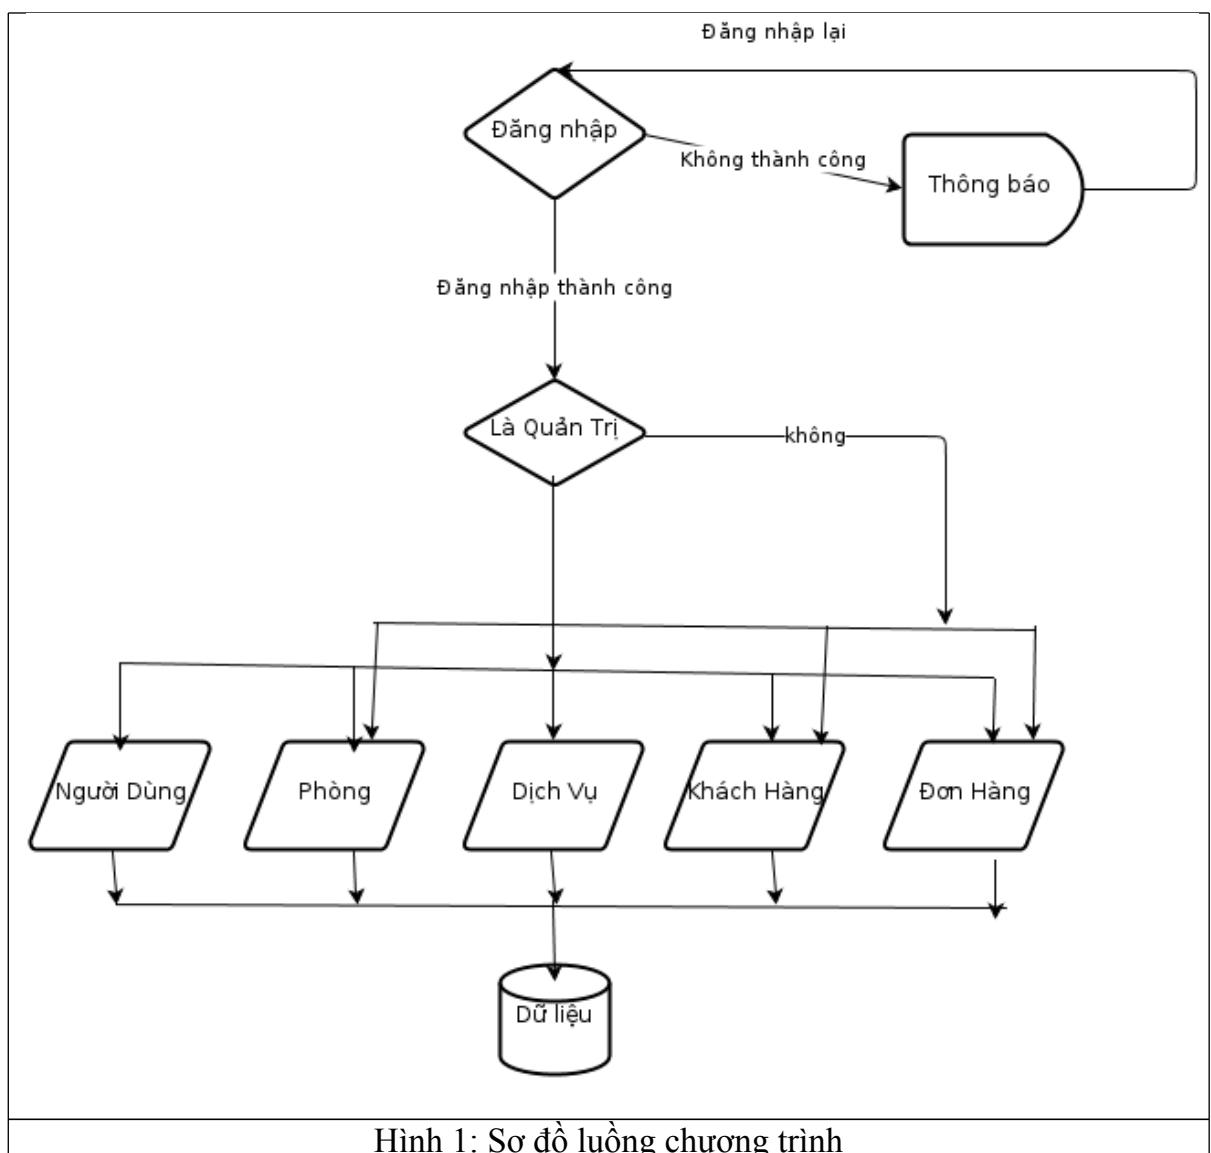 Đăng nhập lại
Đăng nhập
Không thành công
Thông báo
Đăng nhập thành công
Là Quản Trị
không
Người Dùng
Phòng
Dịch Vụ
Khách Hàng
Đơn Hàng
Dữ liệu
Hình 1: Sơ đồ luồng chương trình